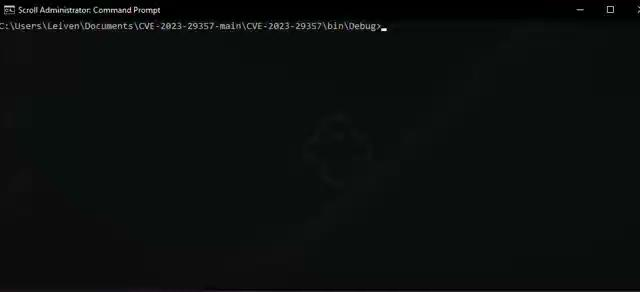 Scroll Administrator: Command Prompt
C:\Users\Leiven\Documents\CVE-2023-29357-main\CVE-2023-29357\bin\Debug>